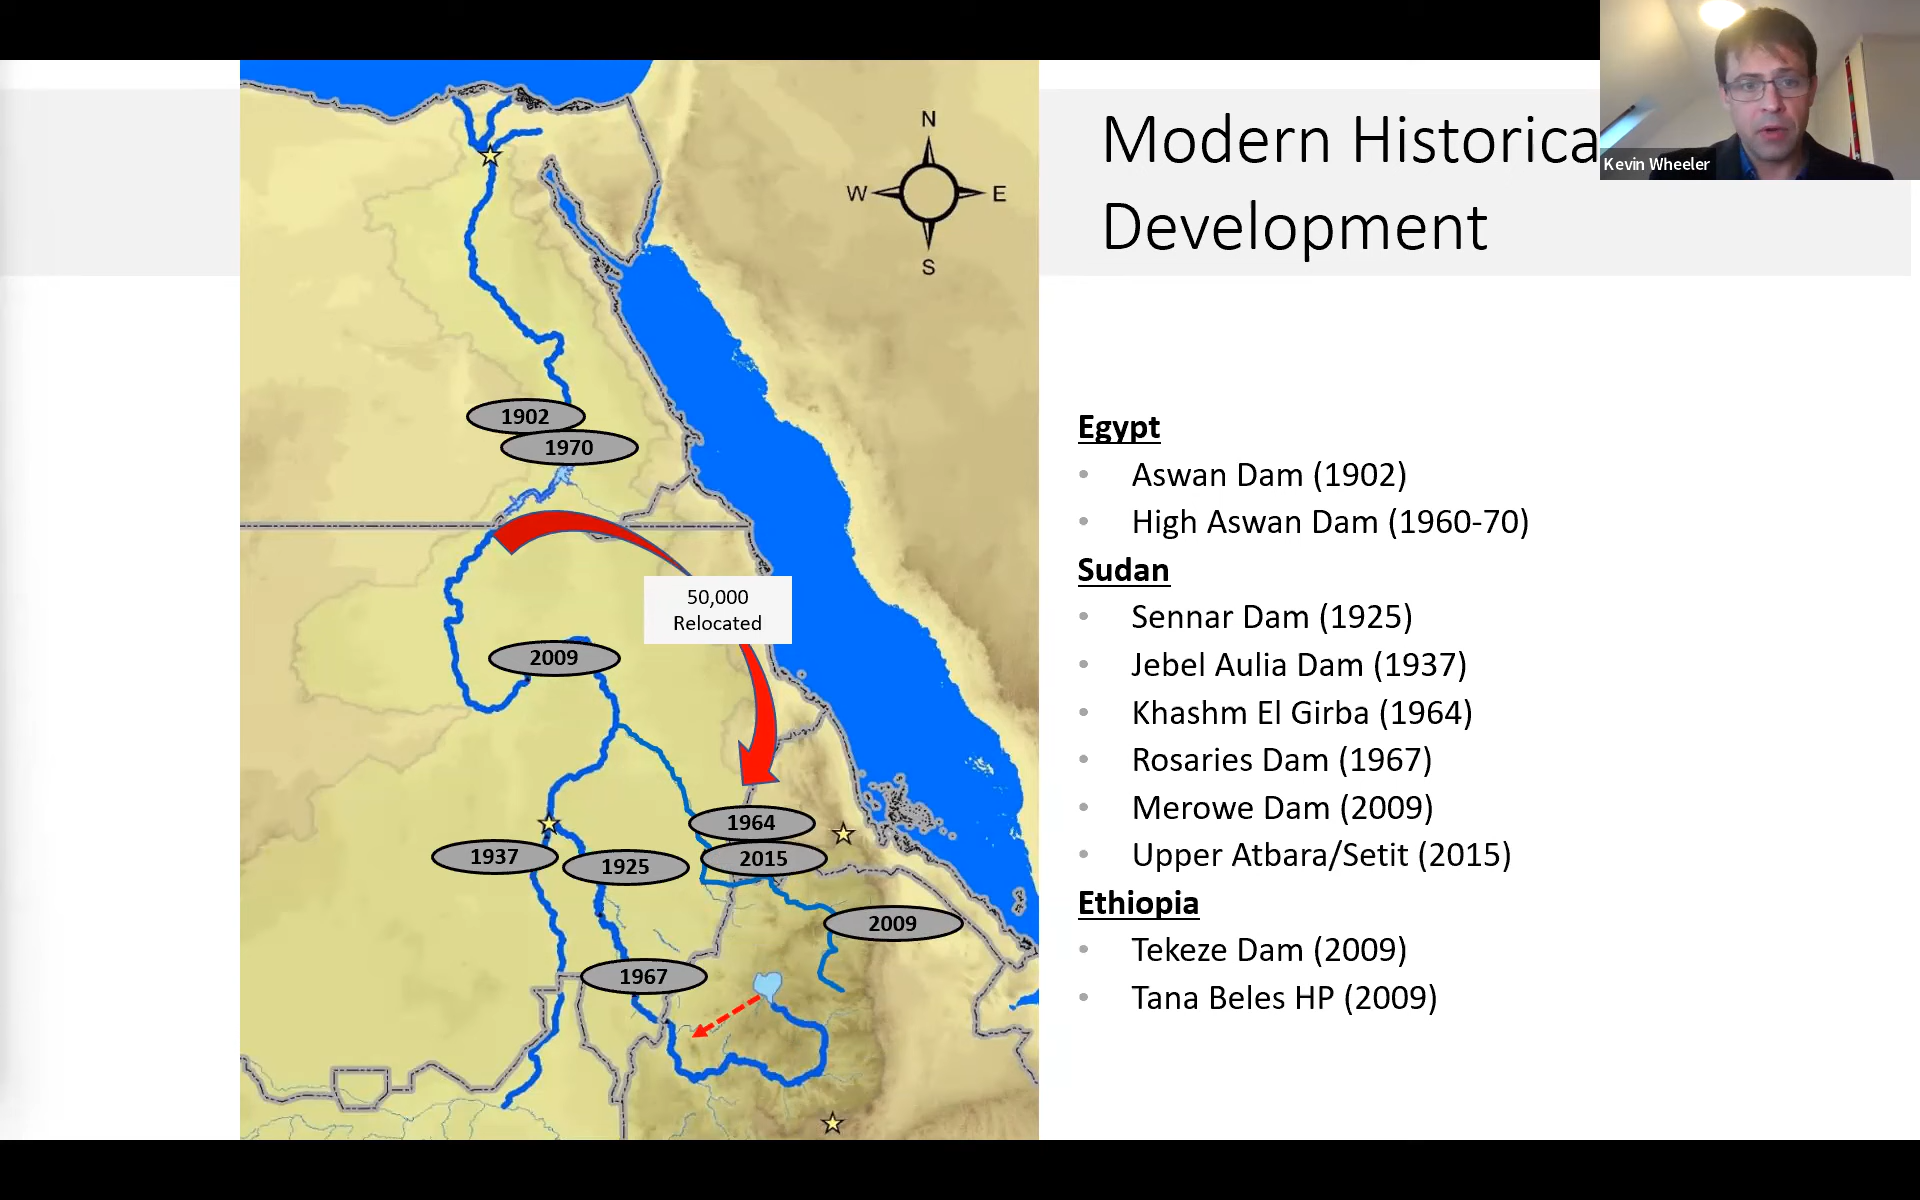 Modern Historica
Development
Kevin Wheeler
N
W
E
S
1902
1970
50,000
Relocated
2009
1964
2015
1937
1925
2009
1967
Egypt
• Aswan Dam (1902)
• High Aswan Dam (1960-70)
Sudan
• Sennar Dam (1925)
• Jebel Aulia Dam (1937)
• Khashm El Girba (1964)
• Rosaries Dam (1967)
• Merowe Dam (2009)
• Upper Atbara/Setit (2015)
Ethiopia
• Tekeze Dam (2009)
• Tana Beles HP (2009)